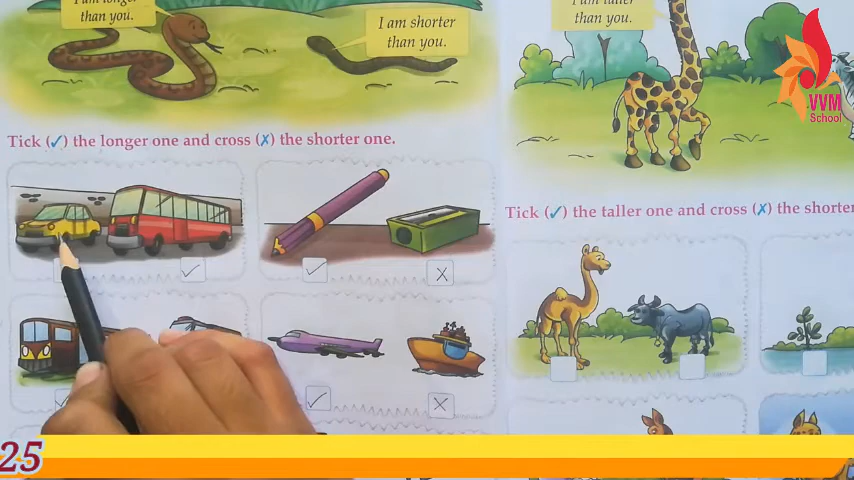 I am longer
than you.
I am shorter
than you.
I am taller
than you.
VVM
School
Tick (✓) the longer one and cross (✗) the shorter one.
Tick (✓) the taller one and cross (✗) the shorter
25